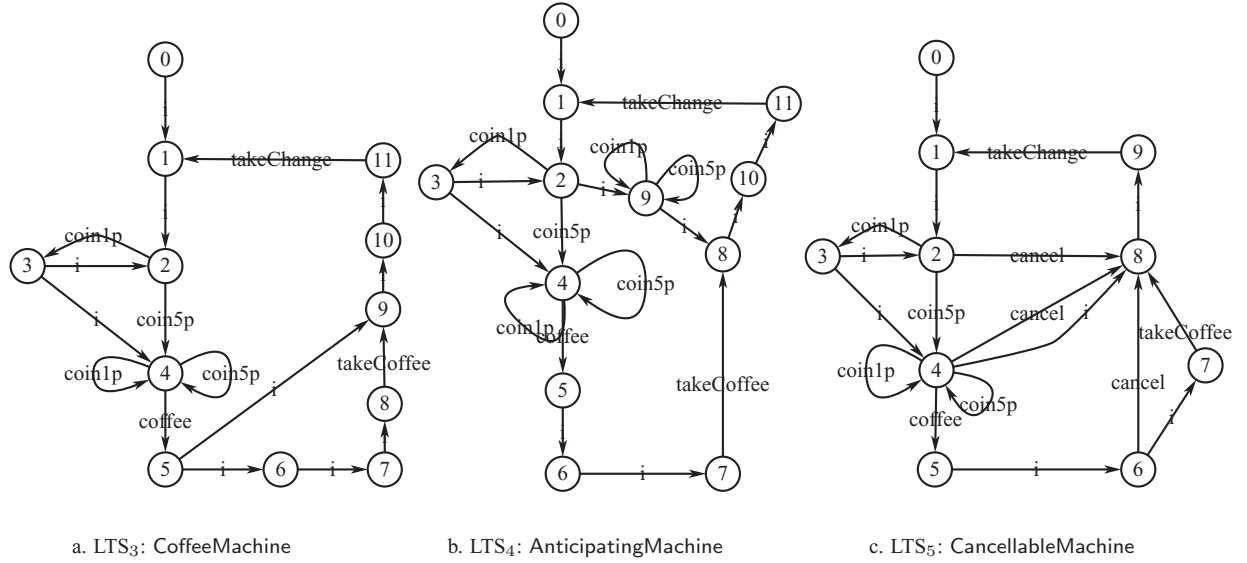 0
i
1
takeChange
11
i
i
coin1p
10
3
i
2
i
i
coin5p
9
4
coin1p
coin5p
i
takeCoffee
coffee
8
i
5
i
6
i
7
a. LTS3: CoffeeMachine
0
i
1
takeChange
11
i
i
coin1p
coin1p
coin5p
10
3
i
2
i
9
i
i
coin5p
i
8
4
coin5p
coin1p
coffee
5
takeCoffee
i
6
i
7
b. LTS4: AnticipatingMachine
0
i
1
takeChange
9
i
i
coin1p
3
i
2
cancel
8
i
coin5p
cancel
i
takeCoffee
4
7
coin1p
cancel
coin5p
coffee
i
5
i
6
c. LTS5: CancellableMachine